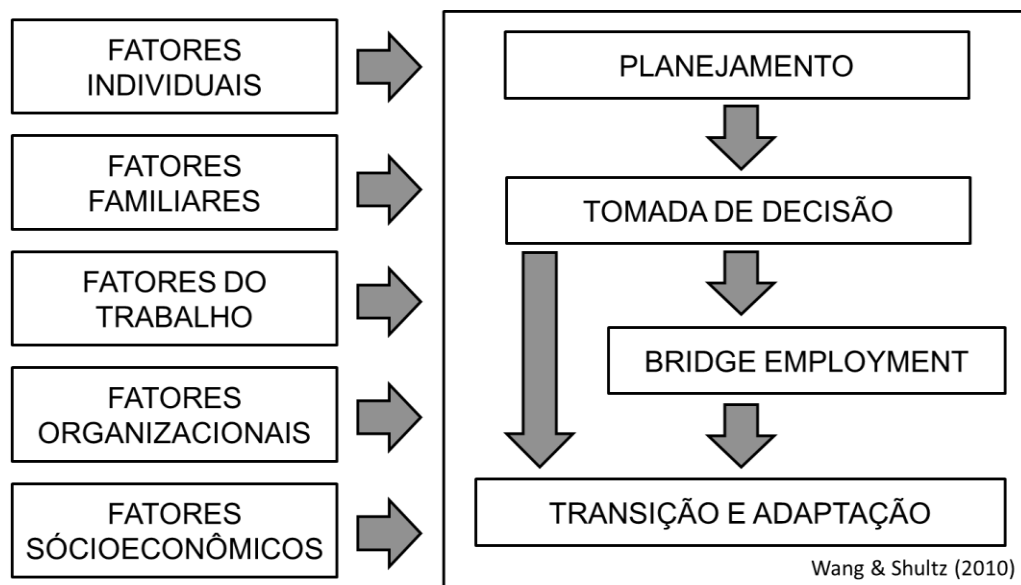 FATORES
INDIVIDUAIS
FATORES
FAMILIARES
FATORES DO
TRABALHO
FATORES
ORGANIZACIONAIS
FATORES
SÓCIOECONÔMICOS
PLANEJAMENTO
TOMADA DE DECISÃO
BRIDGE EMPLOYMENT
TRANSIÇÃO E ADAPTAÇÃO
Wang & Shultz (2010)